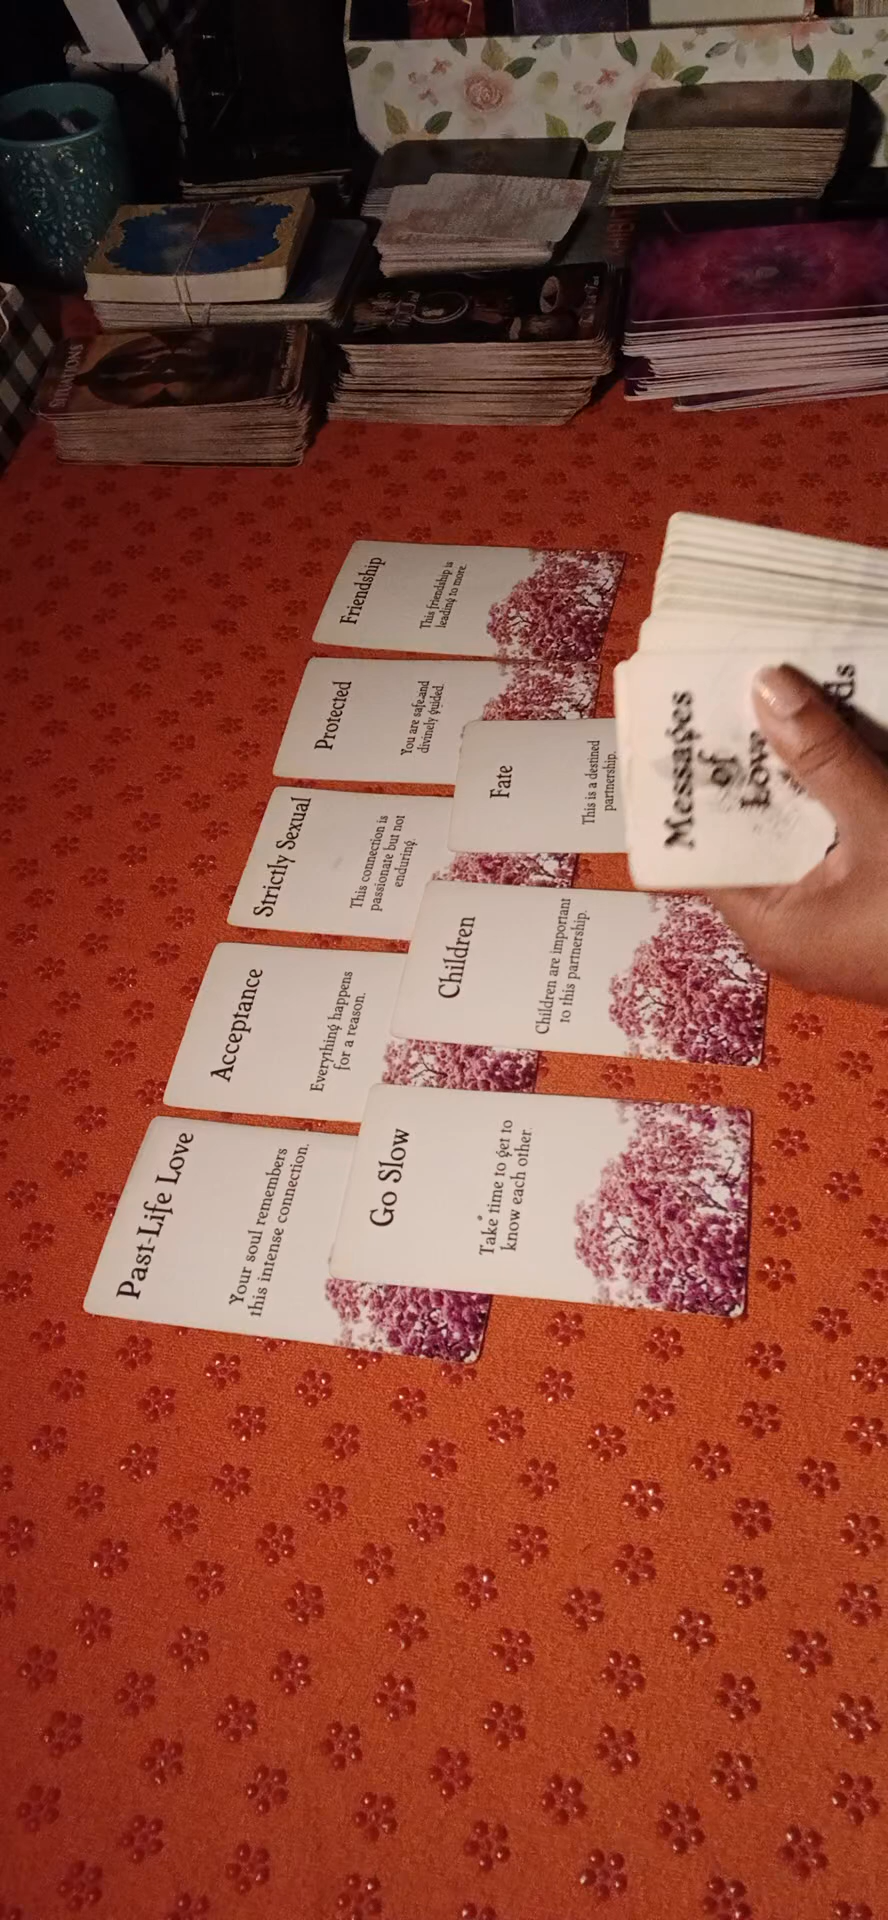 Friendship
This friendship is
leading to more.
Protected
You are safe and
divinely guided.
Fate
This is a destined
partnership.
Strictly Sexual
This connection is
passionate but not
enduring.
Children
Children are important
to this partnership.
Acceptance
Everything happens
for a reason.
Go Slow
Take time to get to
know each other.
Past-Life Love
Your soul remembers
this intense connection.
Messages
of
Love